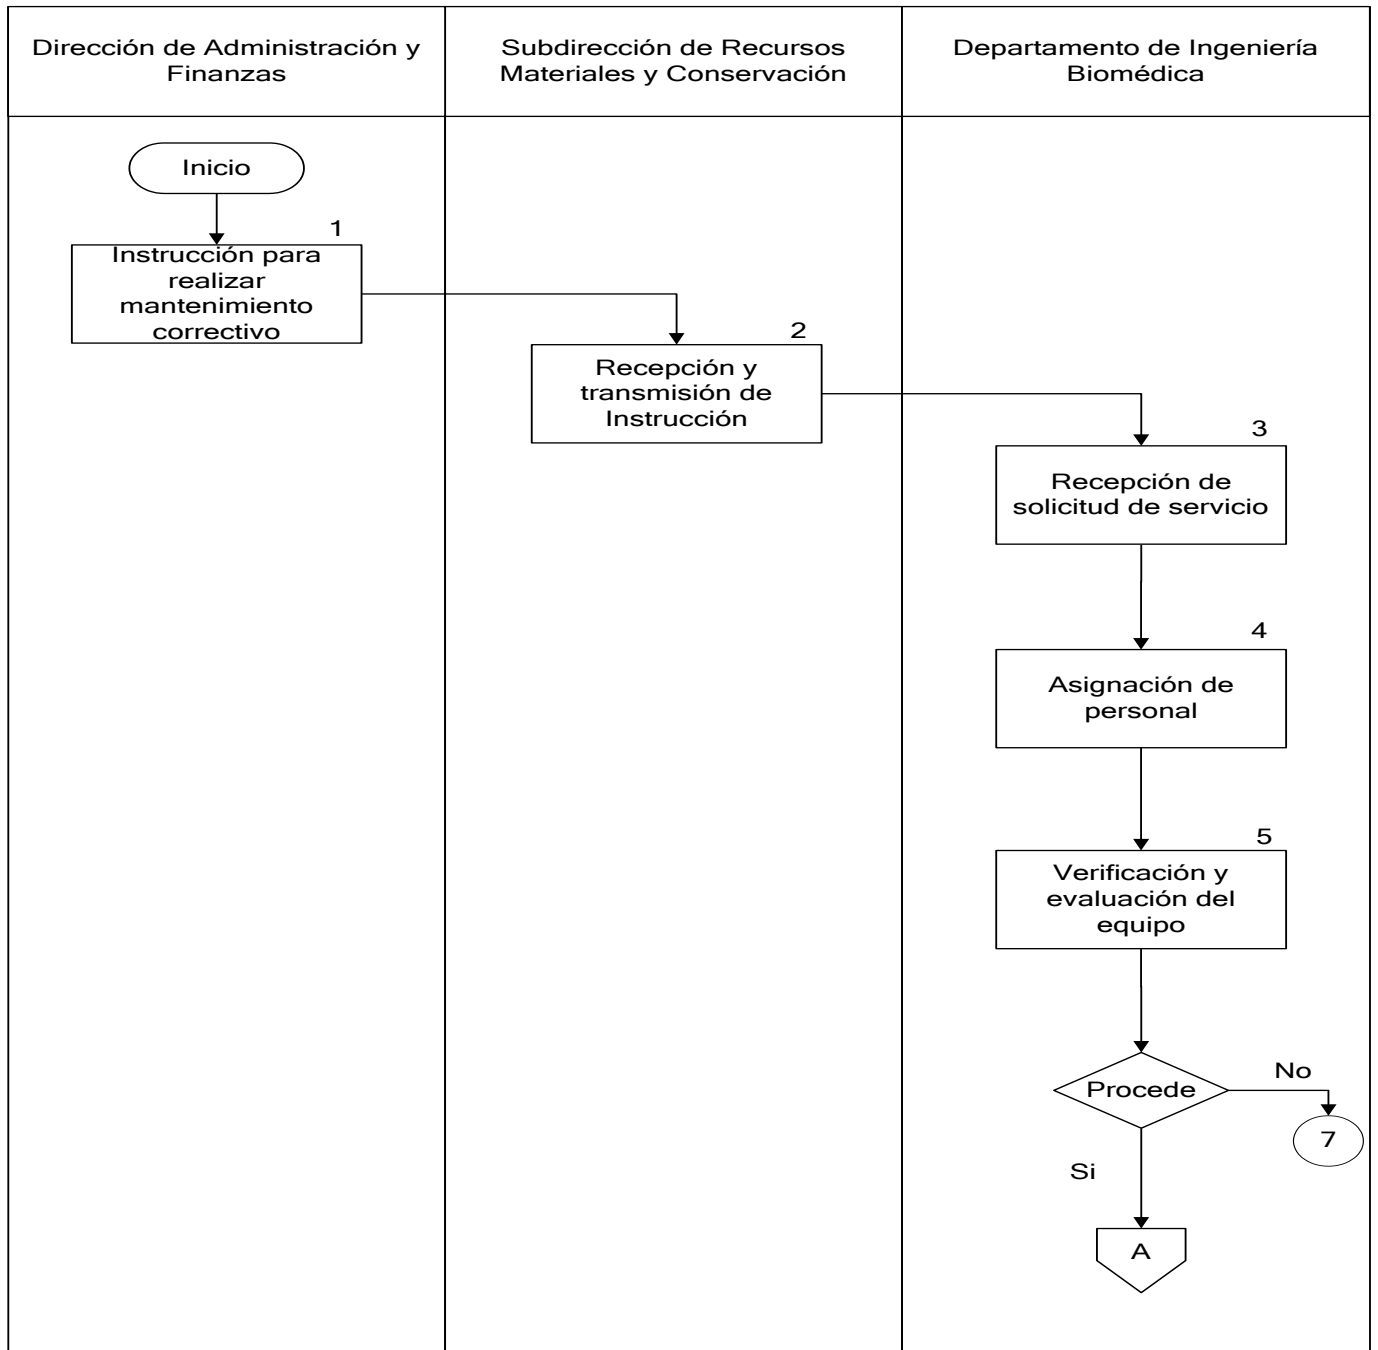 Dirección de Administración y
Finanzas
Subdirección de Recursos
Materiales y Conservación
Departamento de Ingeniería
Biomédica
Inicio
1
Instrucción para
realizar
mantenimiento
correctivo
2
Recepción y
transmisión de
Instrucción
3
Recepción de
solicitud de servicio
4
Asignación de
personal
5
Verificación y
evaluación del
equipo
Procede
No
7
Si
A